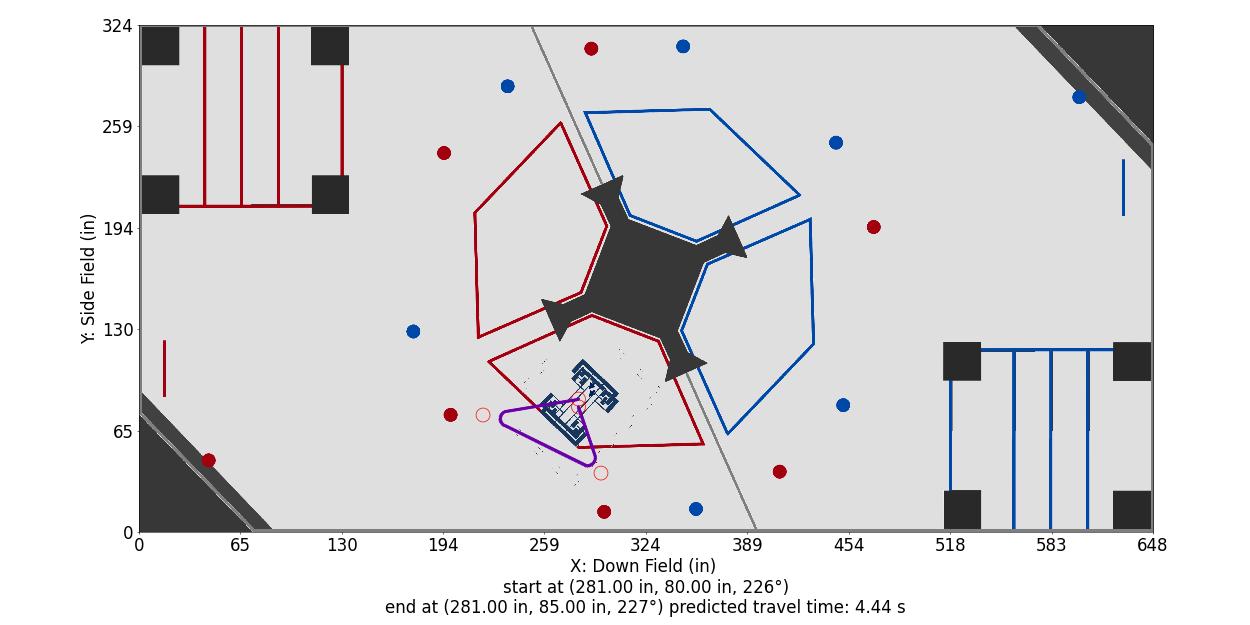 324
259
194
130
65
0
Y: Side Field (in)
0 65 130 194 259 324 389 454 518 583 648
X: Down Field (in)
start at (281.00 in, 80.00 in, 226°)
end at (281.00 in, 85.00 in, 227°) predicted travel time: 4.44 s